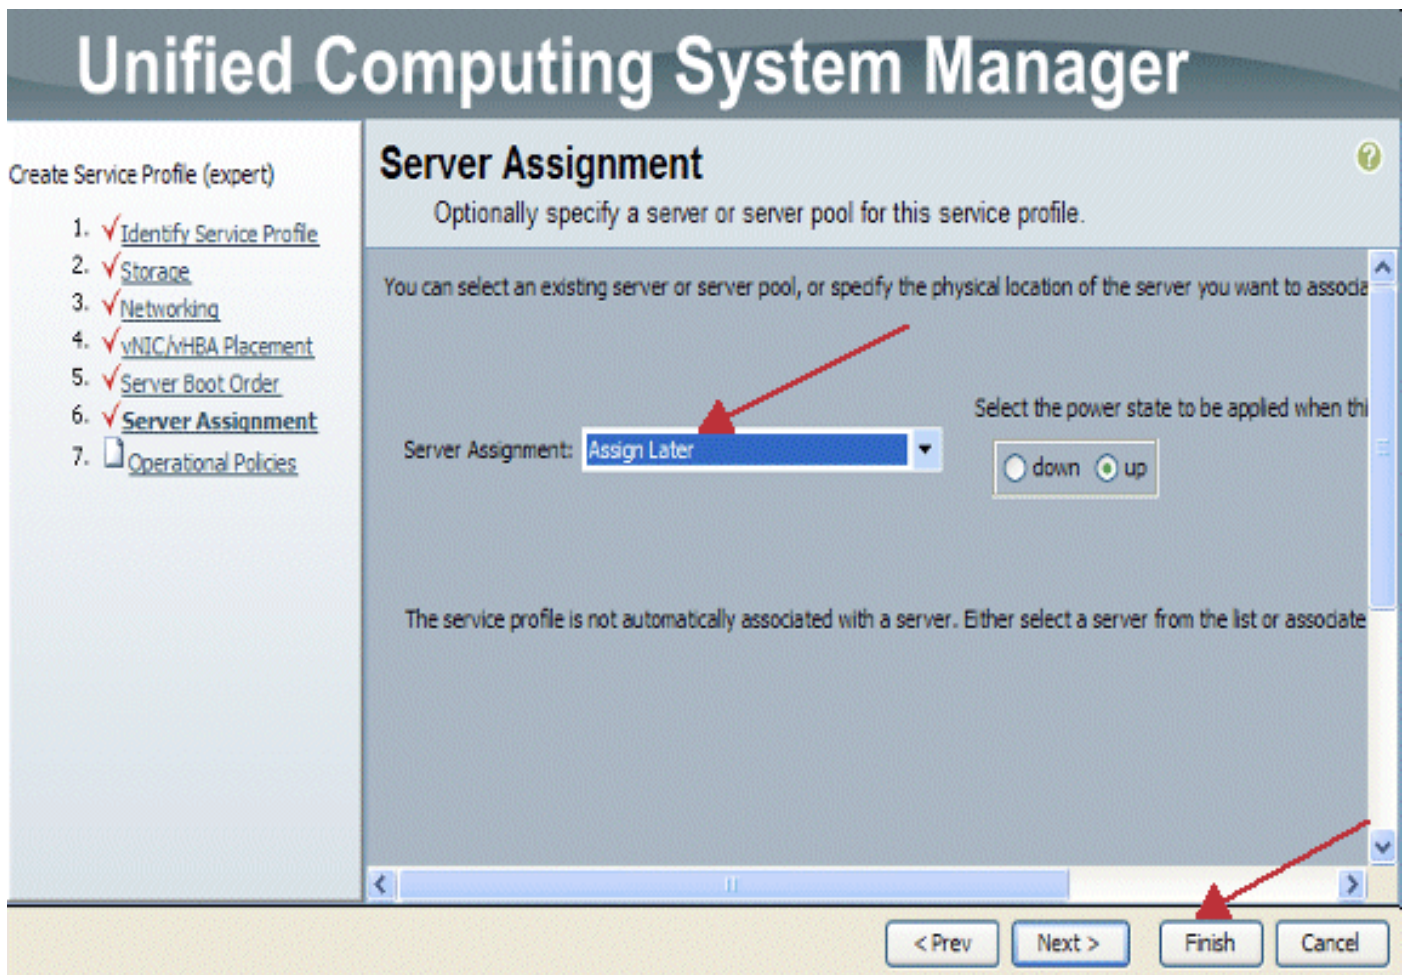 Unified Computing System Manager
Create Service Profile (expert)
1. Identify Service Profile
2. Storage
3. Networking
4. vNIC/vHBA Placement
5. Server Boot Order
6. Server Assignment
7. Operational Policies
Server Assignment
?
Optionally specify a server or server pool for this service profile.
You can select an existing server or server pool, or specify the physical location of the server you want to associa
Select the power state to be applied when thi
Server Assignment: Assign Later
down up
The service profile is not automatically associated with a server. Either select a server from the list or associate
< Prev Next > Finish Cancel